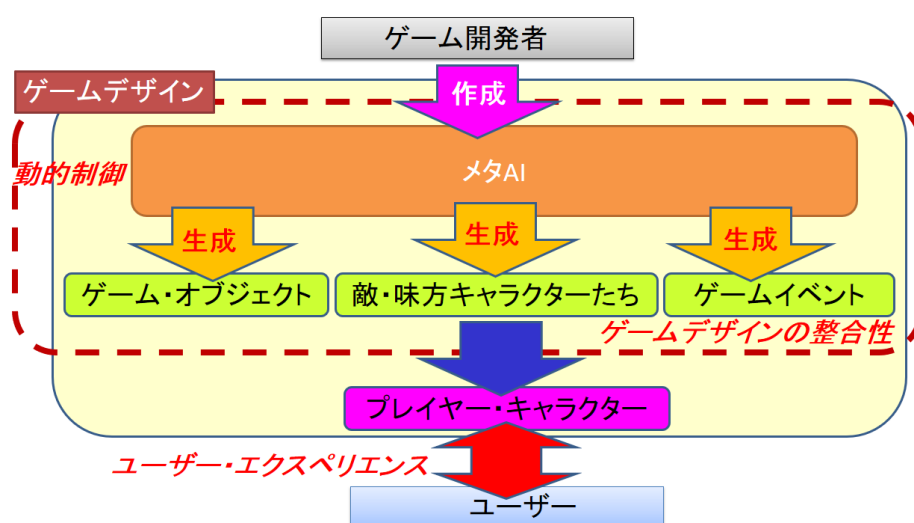 ゲーム開発者
ゲームデザイン
作成
動的制御
メタAI
生成
生成
生成
ゲーム・オブジェクト
敵・味方キャラクターたち
ゲームイベント
ゲームデザインの整合性
プレイヤー・キャラクター
ユーザー・エクスペリエンス
ユーザー